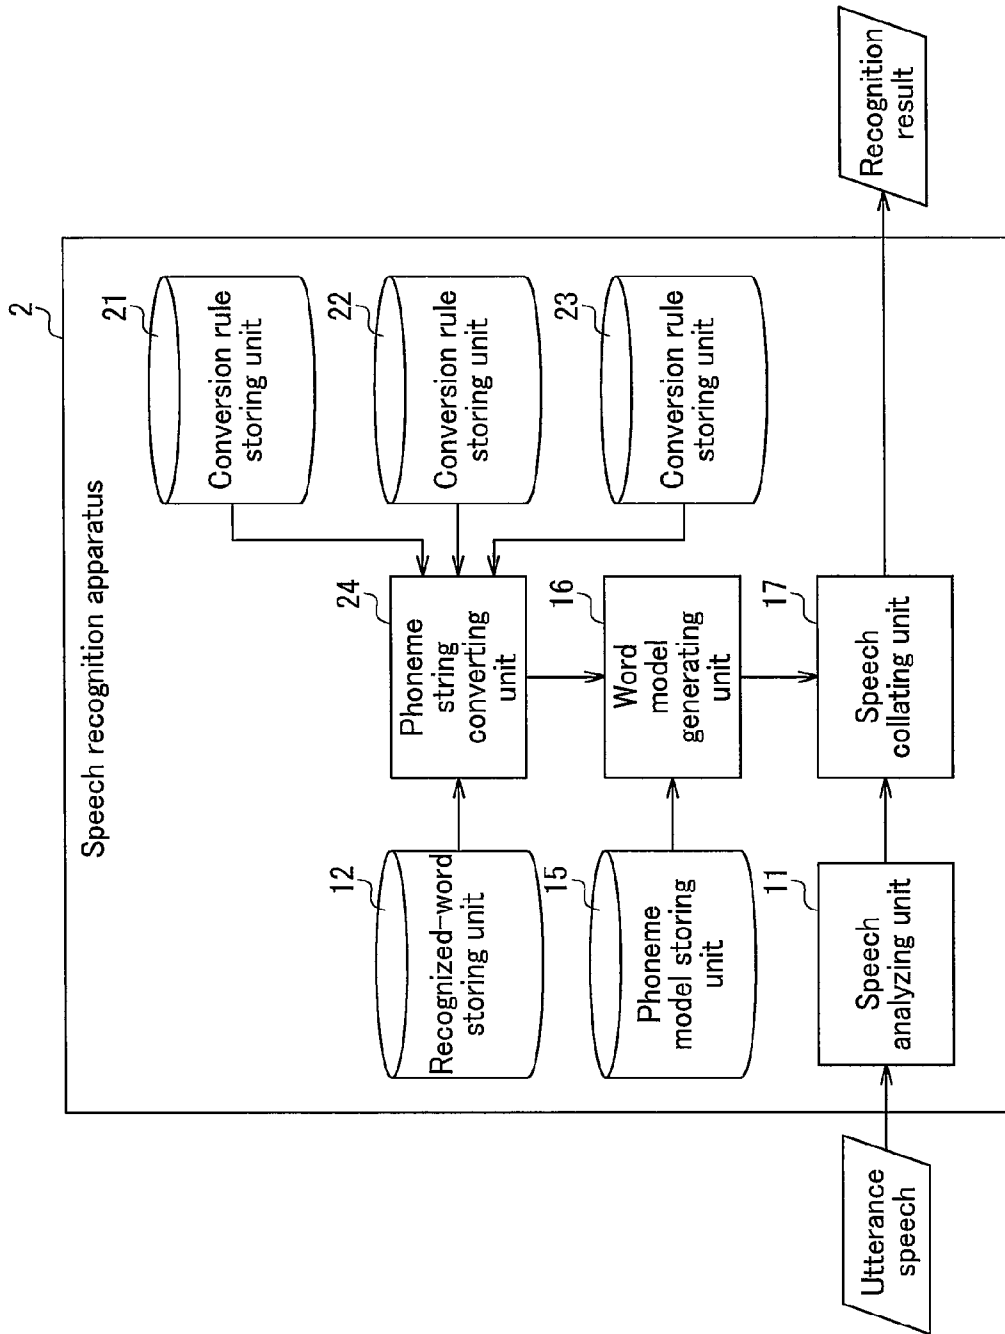 2
Speech recognition apparatus
21
Conversion rule
storing unit
12
Recognized-word
storing unit
24
Phoneme
string
converting
unit
22
Conversion rule
storing unit
15
Phoneme
model storing
unit
16
Word
model
generating
unit
23
Conversion rule
storing unit
Utterance
speech
11
Speech
analyzing unit
17
Speech
collating unit
Recognition
result